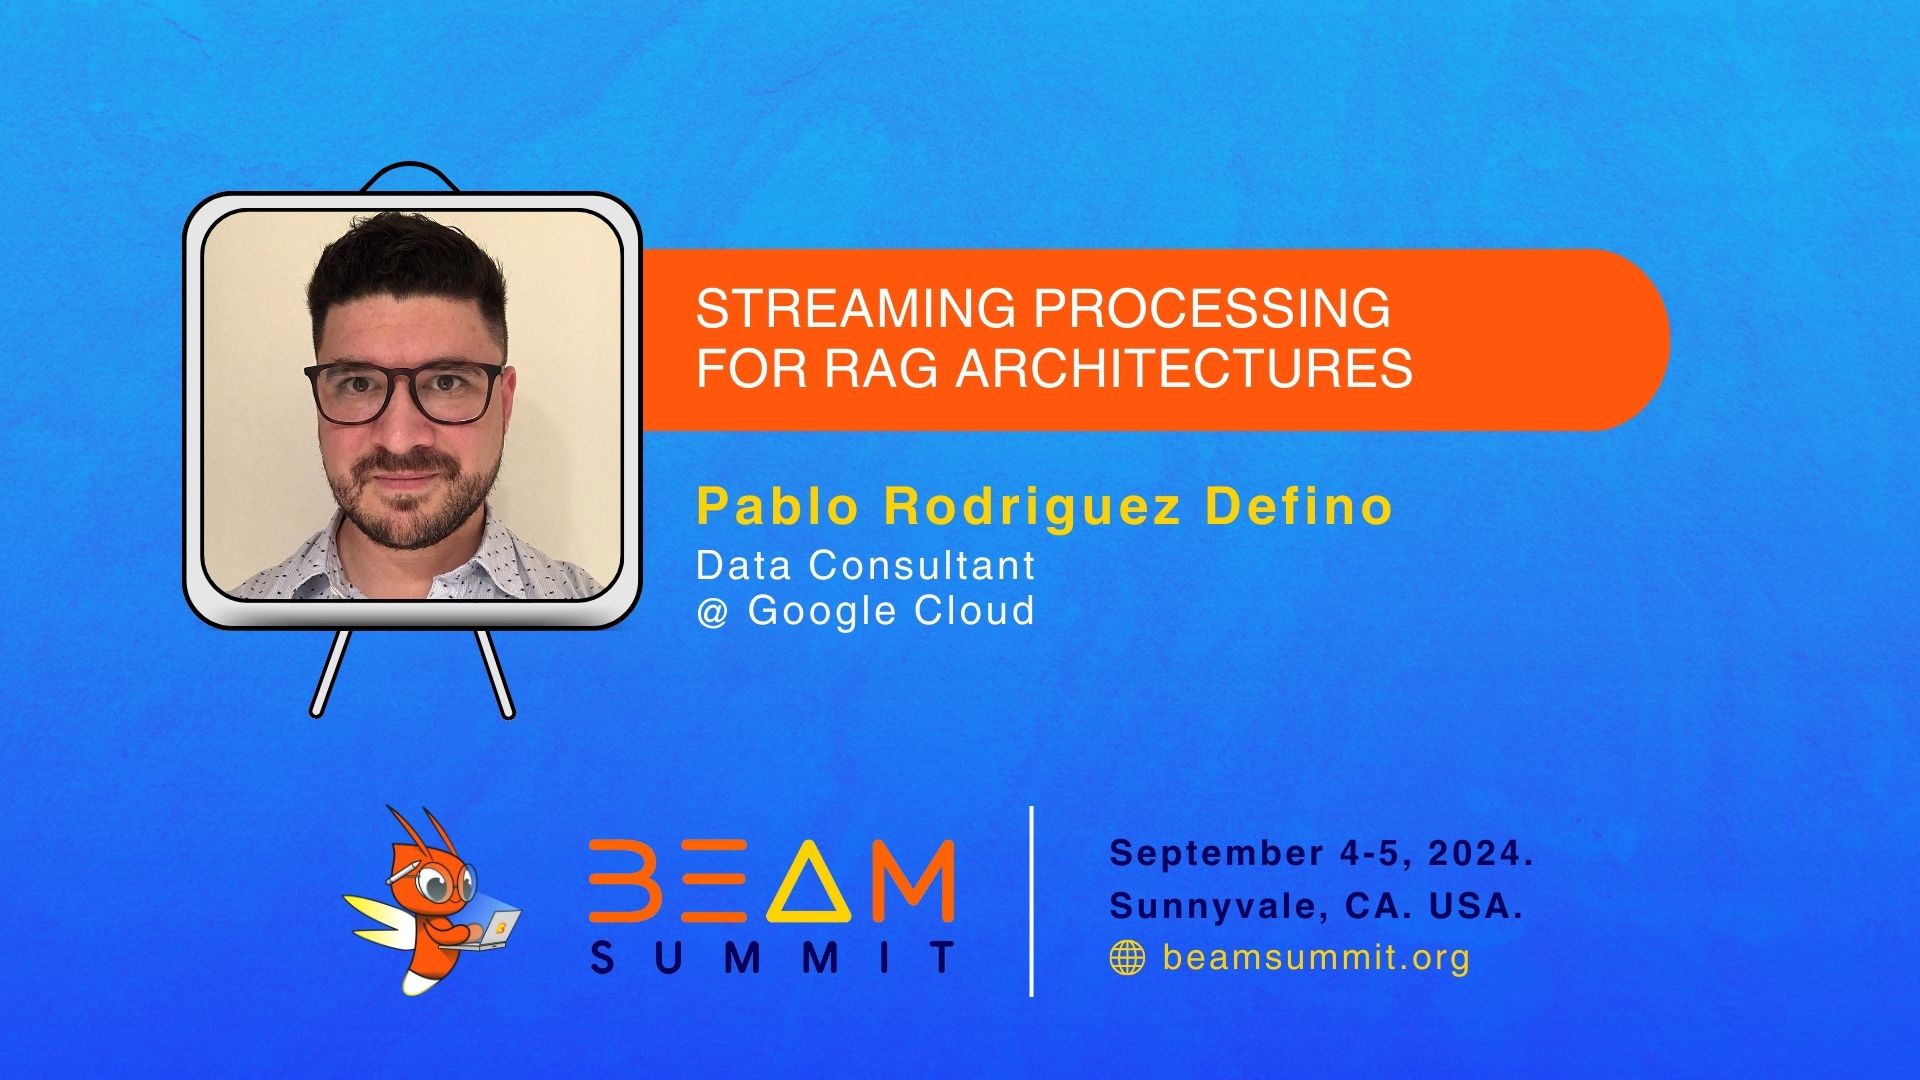 STREAMING PROCESSING
FOR RAG ARCHITECTURES
Pablo Rodriguez Defino
Data Consultant
@ Google Cloud
BEAM
SUMMIT
September 4-5, 2024.
Sunnyvale, CA. USA.
beamsummit.org